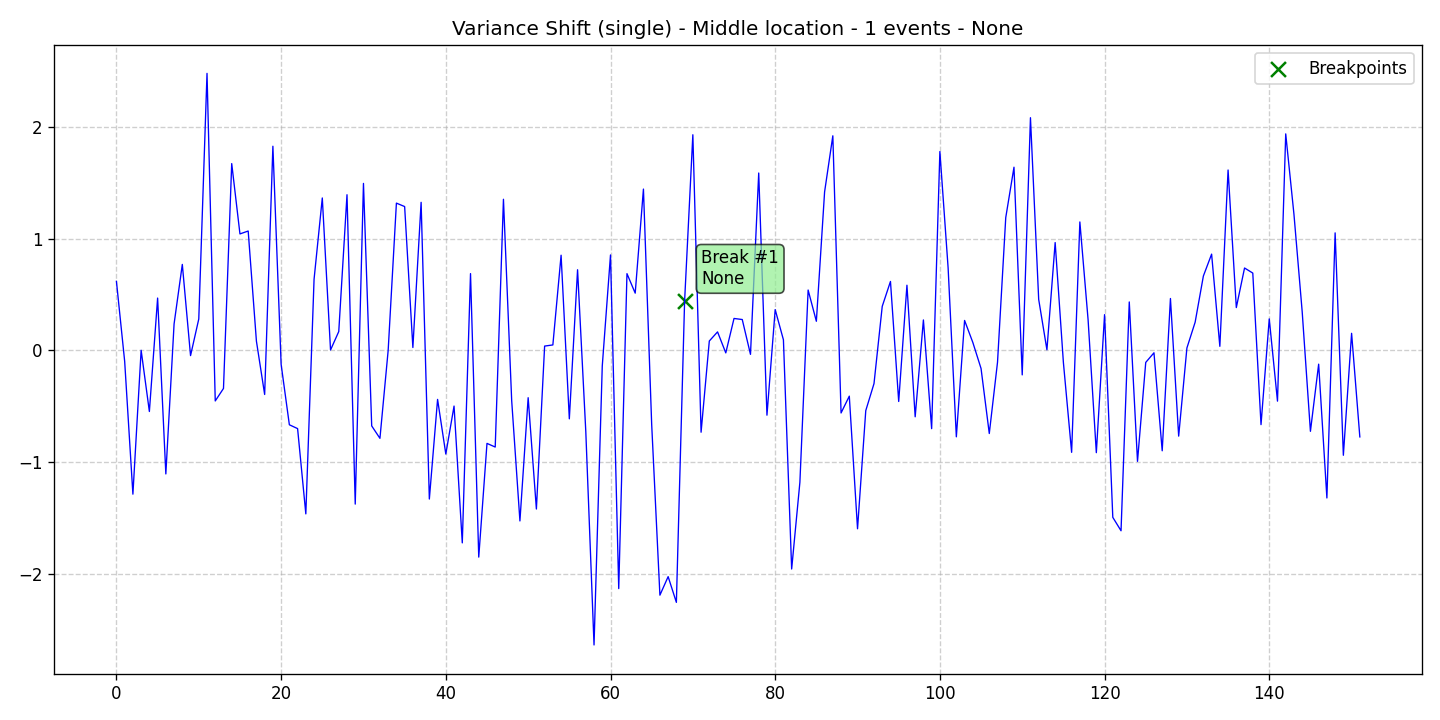 Variance Shift (single) - Middle location - 1 events - None
Breakpoints
Break #1
None
2
1
0
−1
−2
0 20 40 60 80 100 120 140